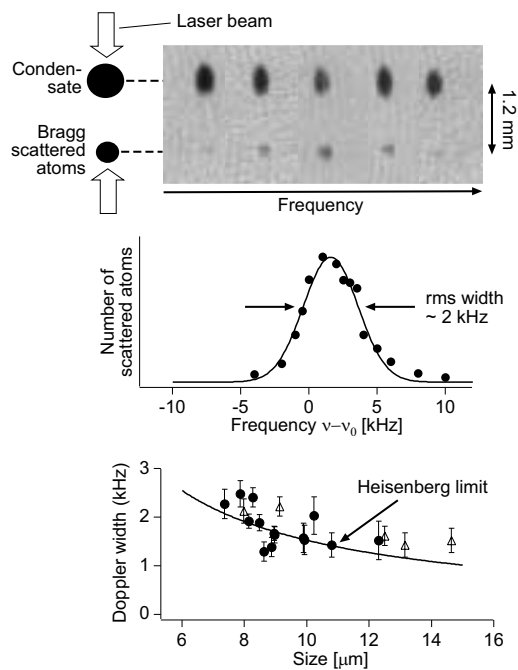 Laser beam
Conden-
sate
Bragg
scattered
atoms
1.2 mm
Frequency
Number of
scattered atoms
rms width
~ 2 kHz
-10 -5 0 5 10
Frequency ν−ν0 [kHz]
Doppler width (kHz)
3
2
1
0
Heisenberg limit
6 8 10 12 14 16
Size [μm]